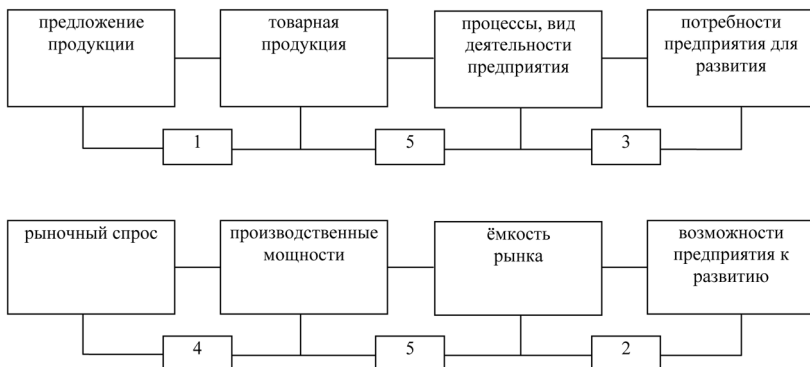 предложение
продукции
товарная
продукция
процессы, вид
деятельности
предприятия
потребности
предприятия для
развития
1
5
3
рыночный спрос
производственные
мощности
ёмкость
рынка
возможности
предприятия к
развитию
4
5
2